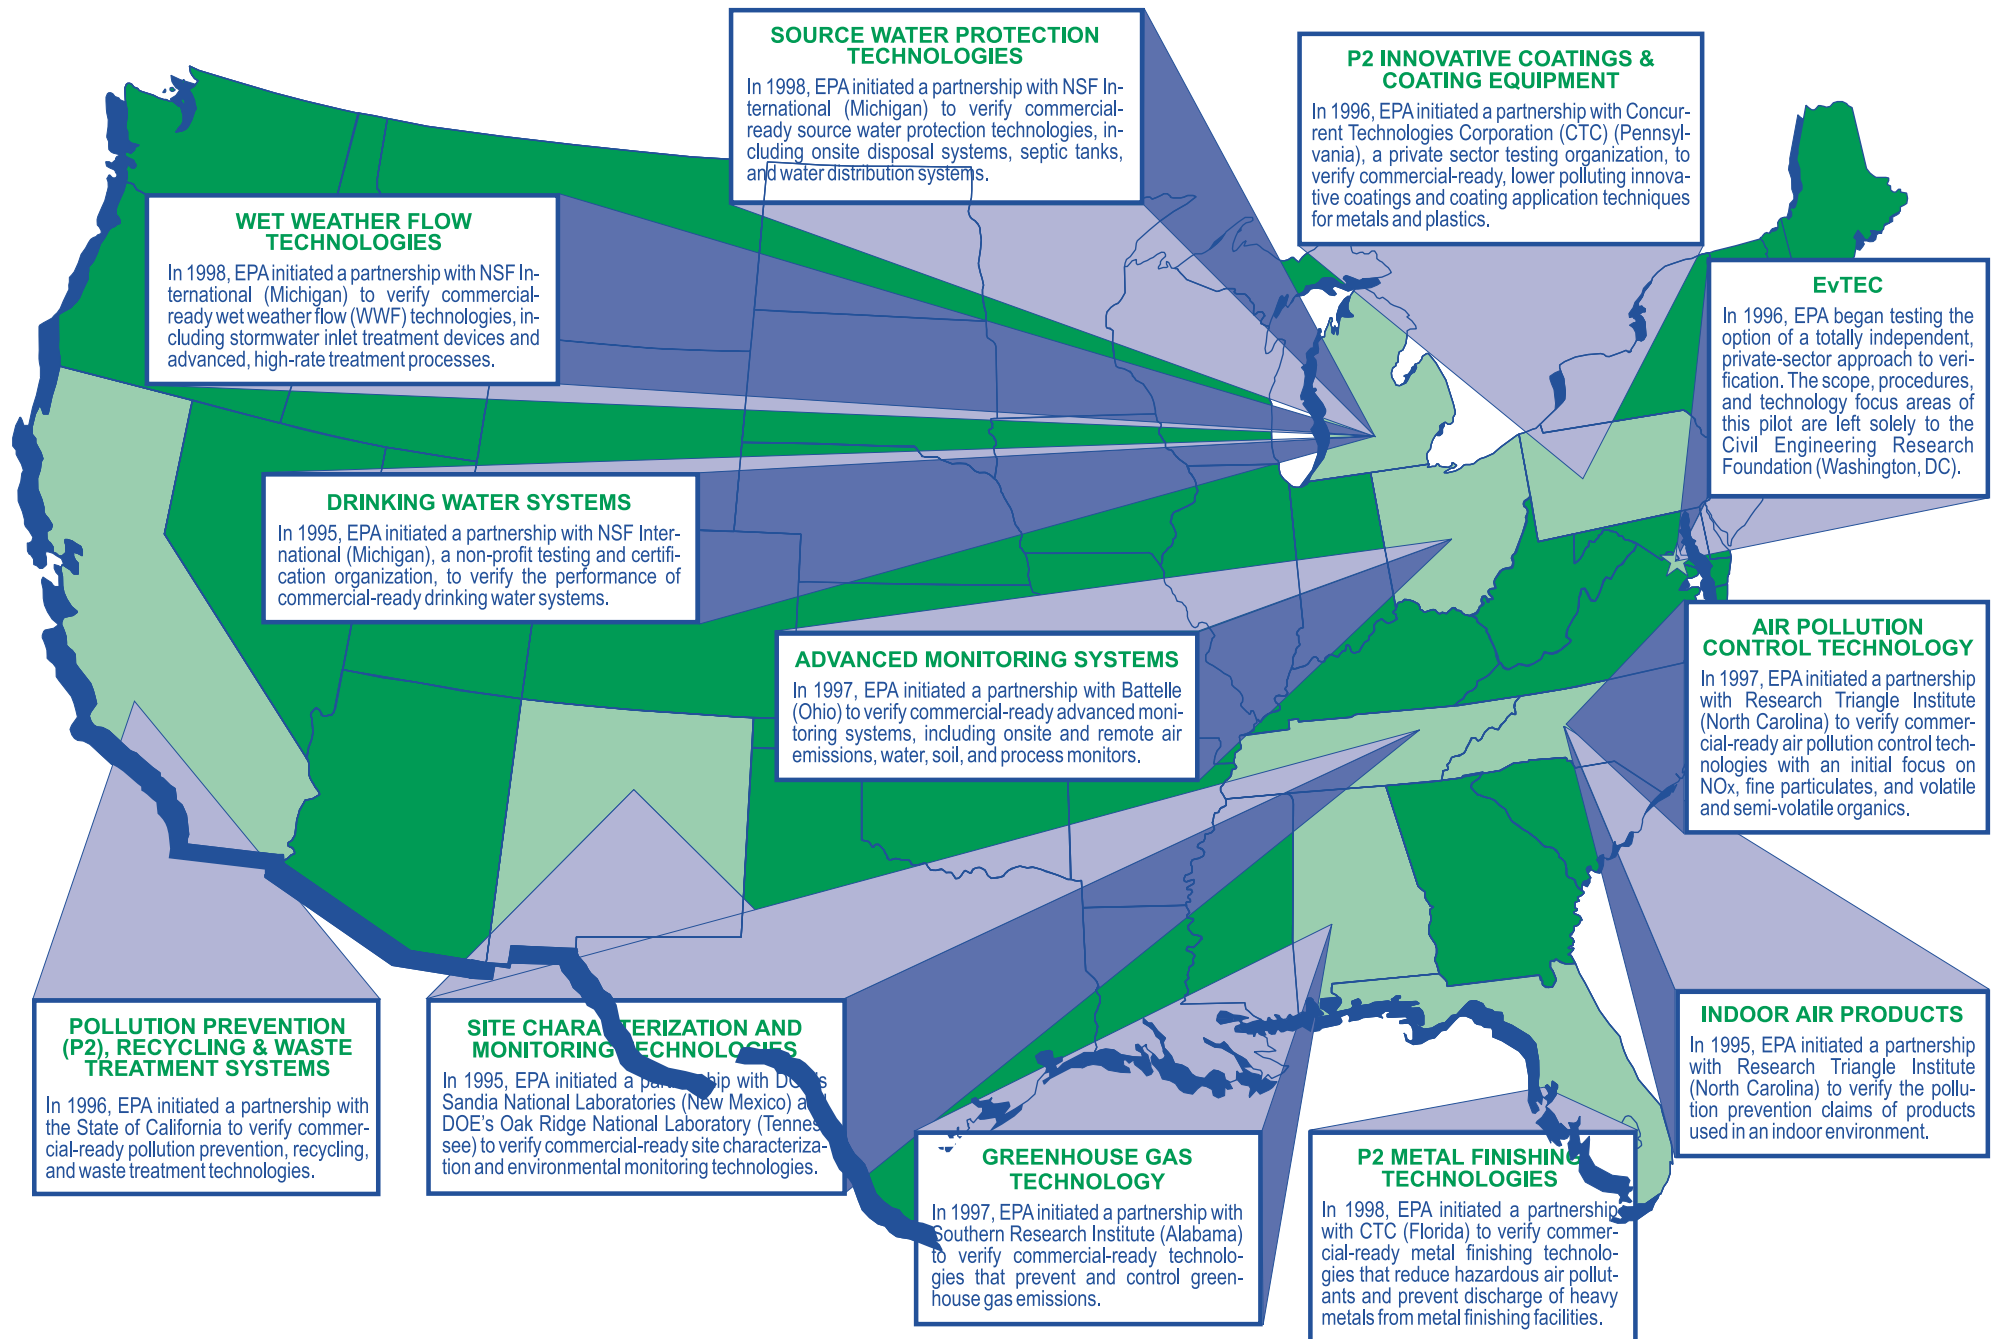 SOURCE WATER PROTECTION
TECHNOLOGIES
In 1998, EPA initiated a partnership with NSF In-
ternational (Michigan) to verify commercial-
ready source water protection technologies, in-
cluding onsite disposal systems, septic tanks,
and water distribution systems.
P2 INNOVATIVE COATINGS &
COATING EQUIPMENT
In 1996, EPA initiated a partnership with Concur-
rent Technologies Corporation (CTC) (Pennsyl-
vania), a private sector testing organization, to
verify commercial-ready, lower polluting innova-
tive coatings and coating application techniques
for metals and plastics.
WET WEATHER FLOW
TECHNOLOGIES
In 1998, EPA initiated a partnership with NSF In-
ternational (Michigan) to verify commercial-
ready wet weather flow (WWF) technologies, in-
cluding stormwater inlet treatment devices and
advanced, high-rate treatment processes.
EvTEC
In 1996, EPA began testing the
option of a totally independent,
private-sector approach to veri-
fication. The scope, procedures,
and technology focus areas of
this pilot are left solely to the
Civil Engineering Research
Foundation (Washington, DC).
DRINKING WATER SYSTEMS
In 1995, EPA initiated a partnership with NSF Inter-
national (Michigan), a non-profit testing and certifi-
cation organization, to verify the performance of
commercial-ready drinking water systems.
ADVANCED MONITORING SYSTEMS
In 1997, EPA initiated a partnership with Battelle
(Ohio) to verify commercial-ready advanced moni-
toring systems, including onsite and remote air
emissions, water, soil, and process monitors.
AIR POLLUTION
CONTROL TECHNOLOGY
In 1997, EPA initiated a partnership
with Research Triangle Institute
(North Carolina) to verify commer-
cial-ready air pollution control tech-
nologies with an initial focus on
NOx, fine particulates, and volatile
and semi-volatile organics.
POLLUTION PREVENTION
(P2), RECYCLING & WASTE
TREATMENT SYSTEMS
In 1996, EPA initiated a partnership with
the State of California to verify commer-
cial-ready pollution prevention, recycling,
and waste treatment technologies.
SITE CHARACTERIZATION AND
MONITORING TECHNOLOGIES
In 1995, EPA initiated a partnership with DOE's
Sandia National Laboratories (New Mexico) and
DOE's Oak Ridge National Laboratory (Tennes-
see) to verify commercial-ready site characteriza-
tion and environmental monitoring technologies.
INDOOR AIR PRODUCTS
In 1995, EPA initiated a partnership
with Research Triangle Institute
(North Carolina) to verify the pollu-
tion prevention claims of products
used in an indoor environment.
GREENHOUSE GAS
TECHNOLOGY
In 1997, EPA initiated a partnership with
Southern Research Institute (Alabama)
to verify commercial-ready technolo-
gies that prevent and control green-
house gas emissions.
P2 METAL FINISHING
TECHNOLOGIES
In 1998, EPA initiated a partnership
with CTC (Florida) to verify commer-
cial-ready metal finishing technolo-
gies that reduce hazardous air pollut-
ants and prevent discharge of heavy
metals from metal finishing facilities.